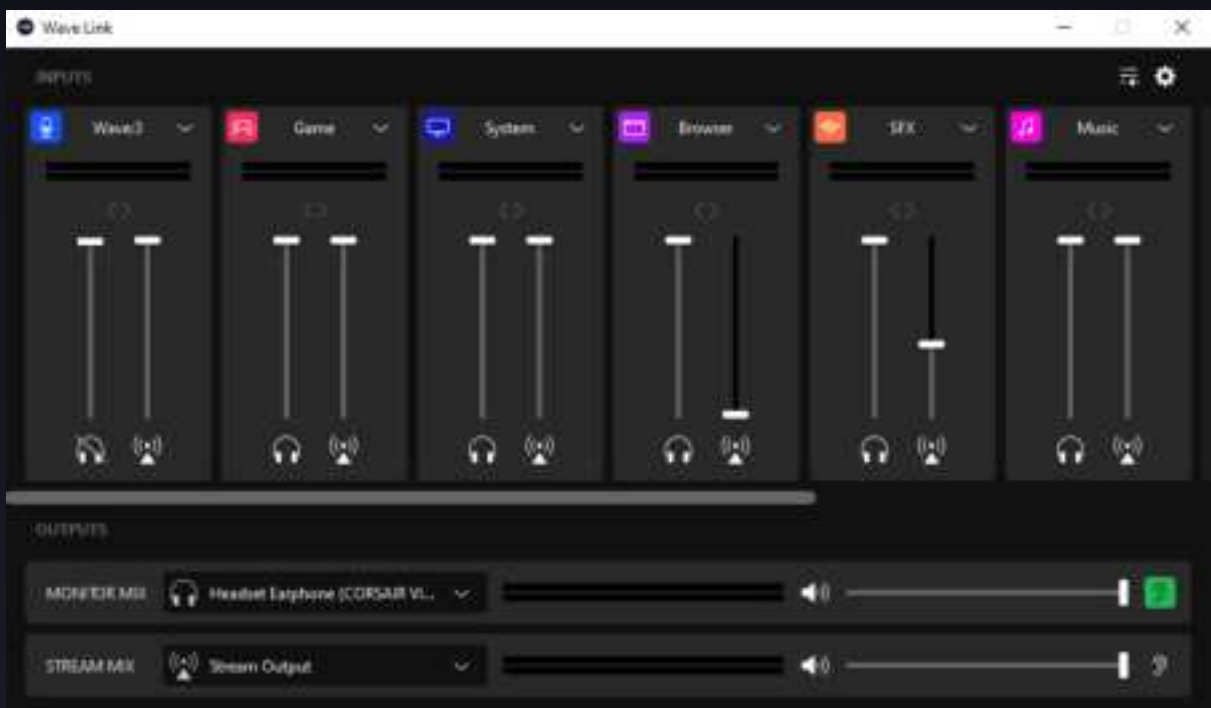 Wave Link
INPUTS
Wave:3
Game
System
Browser
SFX
Music
OUTPUTS
MONITOR MIX
Headset Earphone (CORSAIR VI...
STREAM MIX
Stream Output